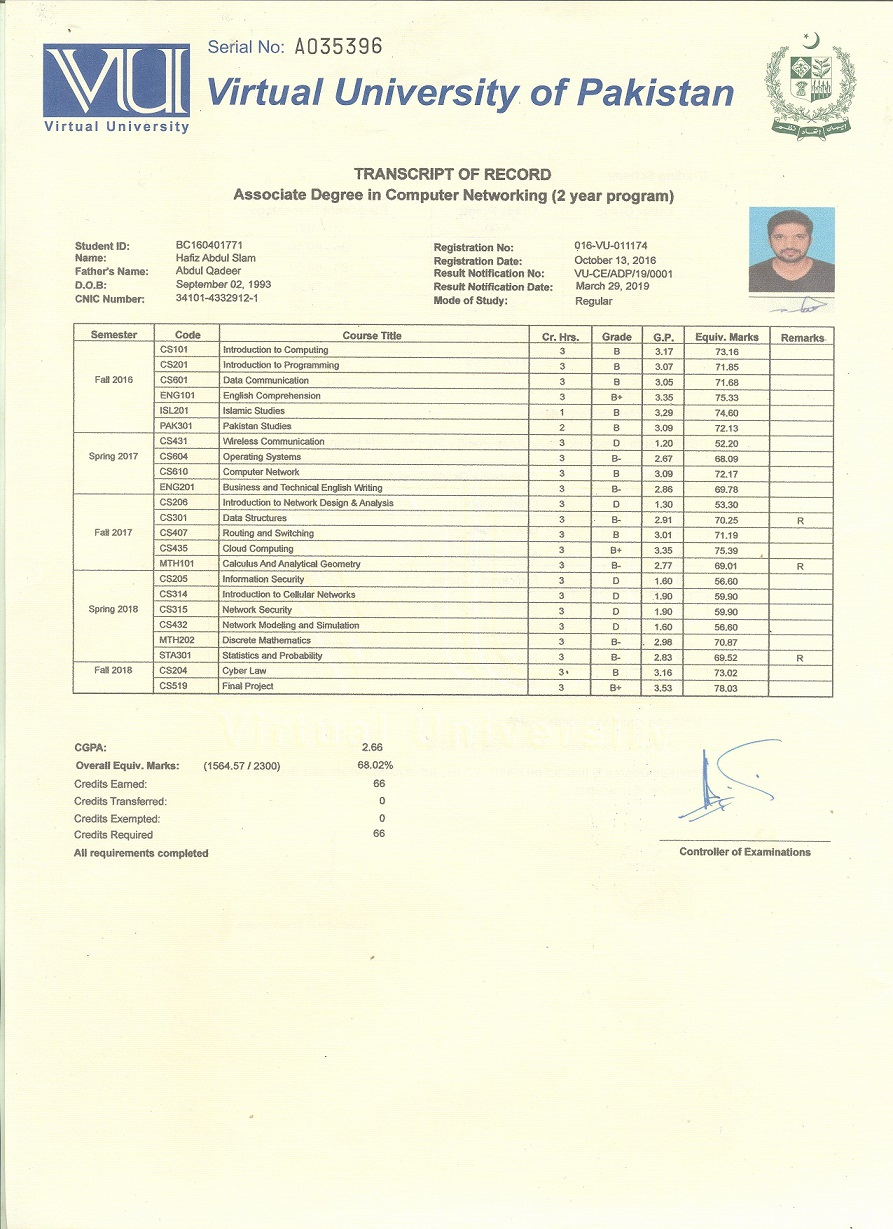 Serial No: A035396
VU
Virtual University
Virtual University of Pakistan
ایمان اتحاد نظم
TRANSCRIPT OF RECORD
Associate Degree in Computer Networking (2 year program)
Student ID: BC160401771
Name: Hafiz Abdul Slam
Father's Name: Abdul Qadeer
D.O.B: September 02, 1993
CNIC Number: 34101-4332912-1
Registration No: 016-VU-011174
Registration Date: October 13, 2016
Result Notification No: VU-CE/ADP/19/0001
Result Notification Date: March 29, 2019
Mode of Study: Regular
Semester Code Course Title Cr. Hrs. Grade G.P. Equiv. Marks Remarks
Fall 2016
CS101 Introduction to Computing 3 B 3.17 73.16
CS201 Introduction to Programming 3 B 3.07 71.85
CS601 Data Communication 3 B 3.05 71.68
ENG101 English Comprehension 3 B+ 3.35 75.33
ISL201 Islamic Studies 1 B 3.29 74.60
PAK301 Pakistan Studies 2 B 3.09 72.13
Spring 2017
CS431 Wireless Communication 3 D 1.20 52.20
CS604 Operating Systems 3 B- 2.67 68.09
CS610 Computer Network 3 B 3.09 72.17
ENG201 Business and Technical English Writing 3 B- 2.86 69.78
Fall 2017
CS206 Introduction to Network Design & Analysis 3 D 1.30 53.30
CS301 Data Structures 3 B- 2.91 70.25 R
CS407 Routing and Switching 3 B 3.01 71.19
CS435 Cloud Computing 3 B+ 3.35 75.39
MTH101 Calculus And Analytical Geometry 3 B- 2.77 69.01 R
Spring 2018
CS205 Information Security 3 D 1.60 56.60
CS314 Introduction to Cellular Networks 3 D 1.90 59.90
CS315 Network Security 3 D 1.90 59.90
CS432 Network Modeling and Simulation 3 D 1.60 56.60
MTH202 Discrete Mathematics 3 B- 2.98 70.87
STA301 Statistics and Probability 3 B- 2.83 69.52 R
Fall 2018
CS204 Cyber Law 3 B 3.16 73.02
CS519 Final Project 3 B+ 3.53 78.03
Virtual University
CGPA: 2.66
Overall Equiv. Marks: (1564.57 / 2300) 68.02%
Credits Earned: 66
Credits Transferred: 0
Credits Exempted: 0
Credits Required 66
All requirements completed
Controller of Examinations